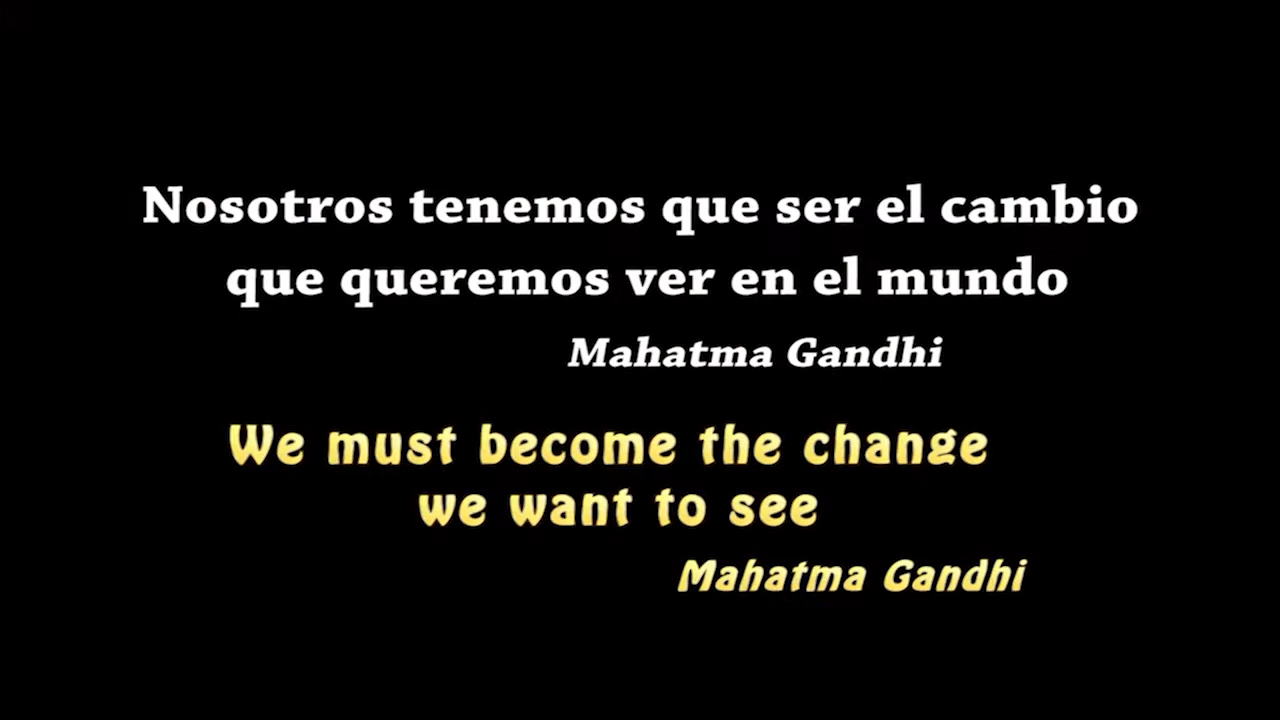 Nosotros tenemos que ser el cambio
que queremos ver en el mundo
Mahatma Gandhi
We must become the change
we want to see
Mahatma Gandhi